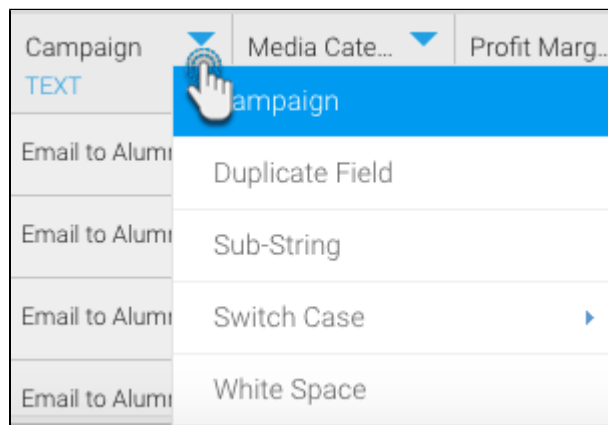 Campaign
Media Cate...
Profit Marg..
TEXT
ampaign
Email to Alum
Duplicate Field
Email to Alum
Sub-String
Email to Alum
Switch Case
Email to Alum
White Space